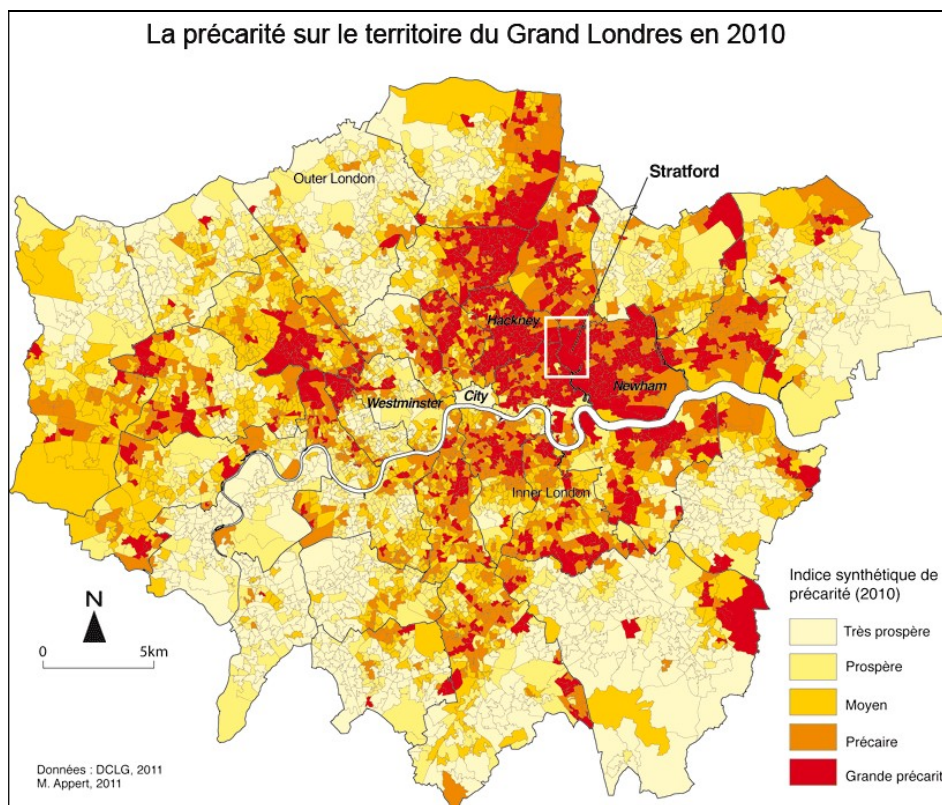 La précarité sur le territoire du Grand Londres en 2010
Stratford
Outer London
Hackney
Newham
Westminster
City
Inner London
N
0 5km
Indice synthétique de
précarité (2010)
Très prospère
Prospère
Moyen
Précaire
Grande précarit
Données : DCLG, 2011
M. Appert, 2011